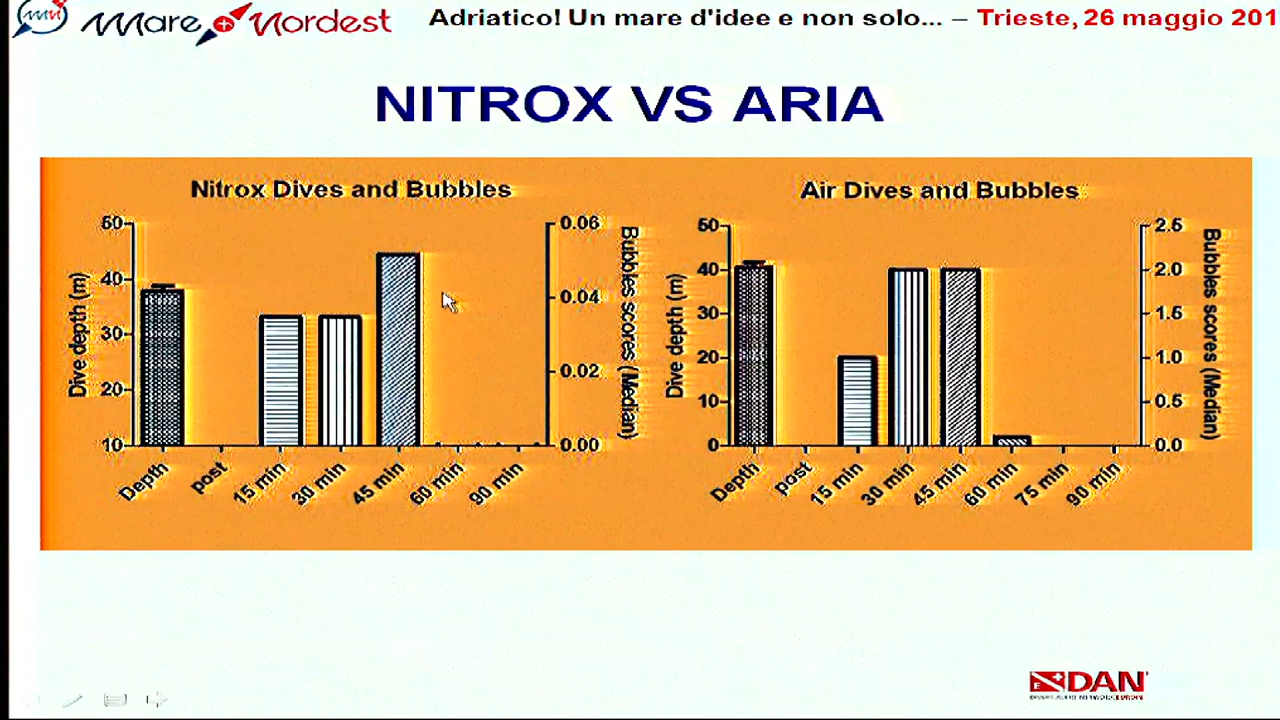 Mare Nordest
Adriatico! Un mare d'idee e non solo... – Trieste, 26 maggio 201
NITROX VS ARIA
Nitrox Dives and Bubbles
Dive depth (m)
50
40
30
20
10
0.06
0.04
0.02
0.00
Bubbles scores (Median)
Depth
post
15 min
30 min
45 min
60 min
90 min
Air Dives and Bubbles
Dive depth (m)
50
40
30
20
10
0
2.5
2.0
1.5
1.0
0.5
0.0
Bubbles scores (Median)
Depth
post
15 min
30 min
45 min
60 min
75 min
90 min
DAN